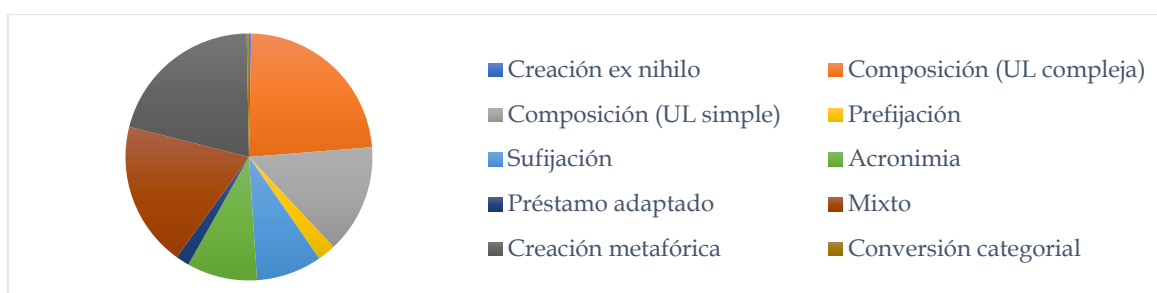 Creación ex nihilo
Composición (UL compleja)
Composición (UL simple)
Prefijación
Sufijación
Acronimia
Préstamo adaptado
Mixto
Creación metafórica
Conversión categorial